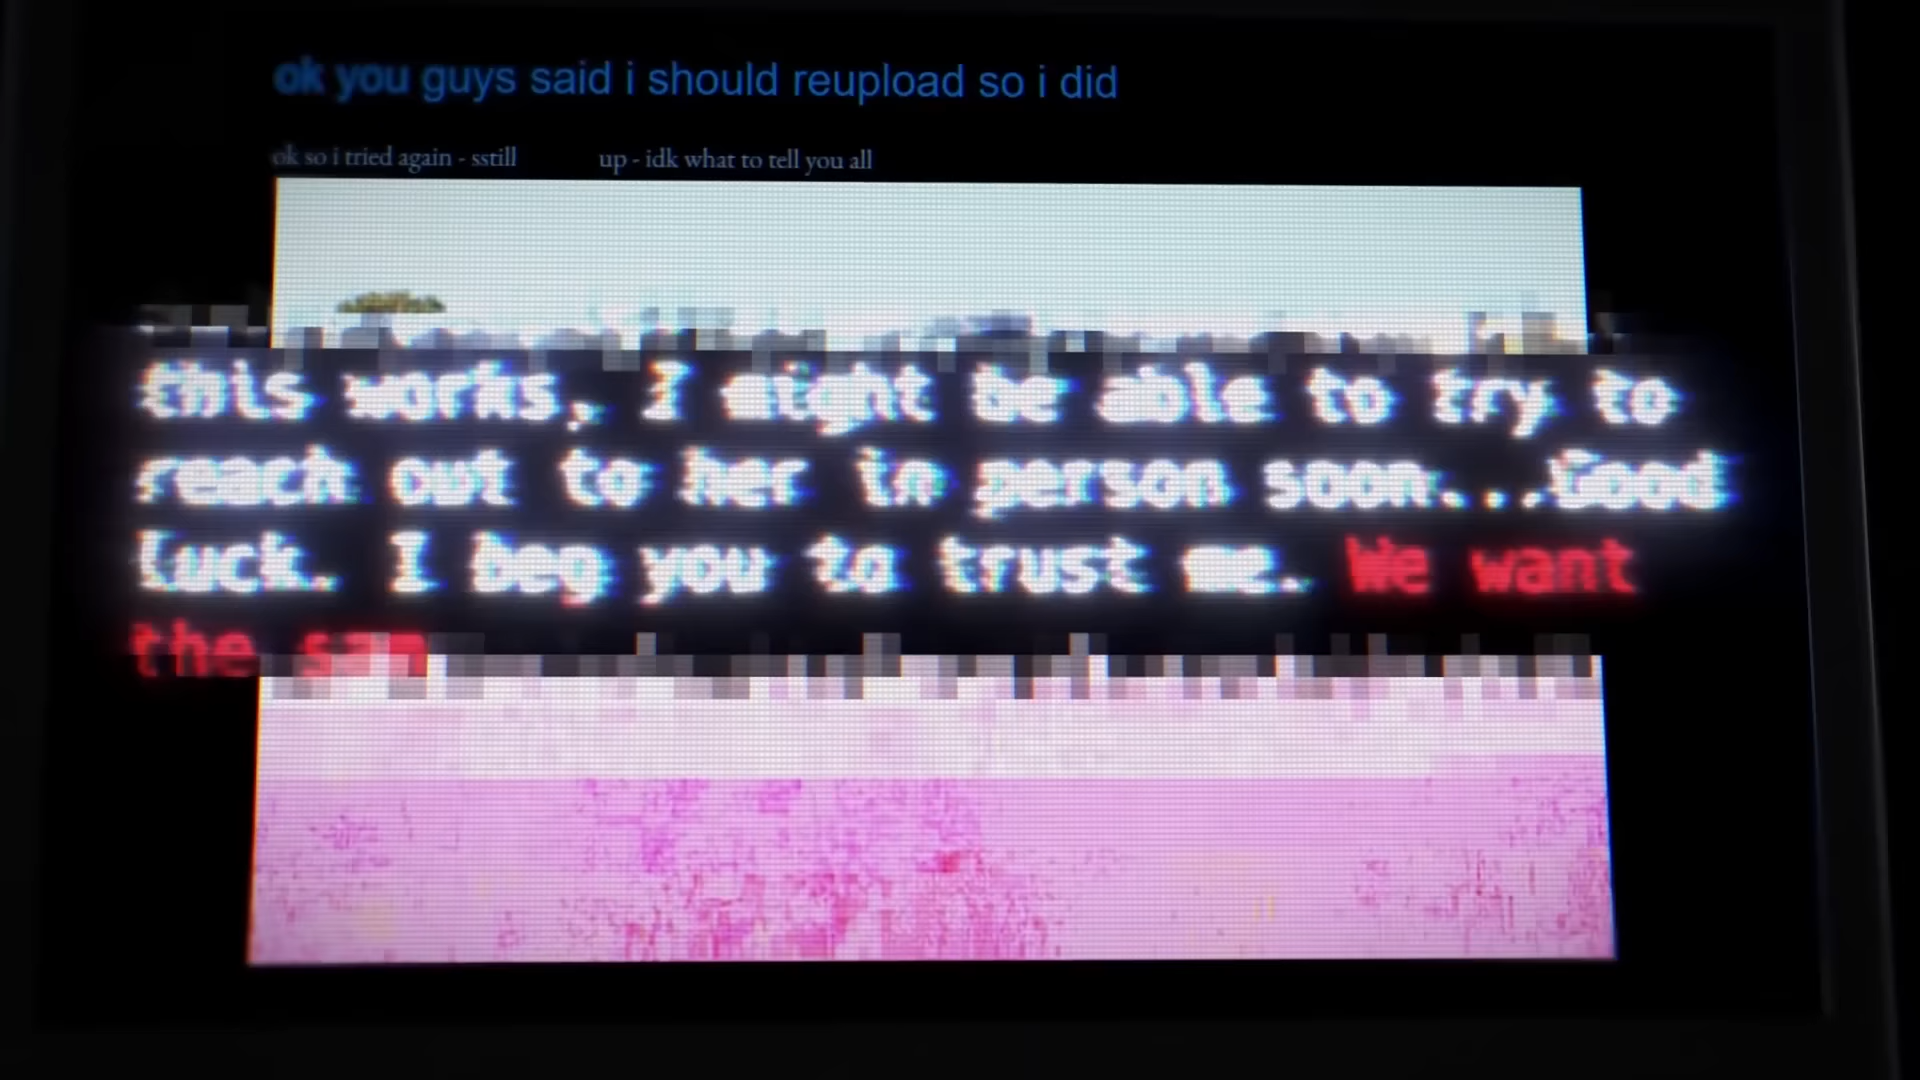 ok you guys said i should reupload so i did
ok so i tried again - sstill up - idk what to tell you all
this works, I might be able to try to
reach out to her in person soon...Good
luck. I beg you to trust me. We want
the sam